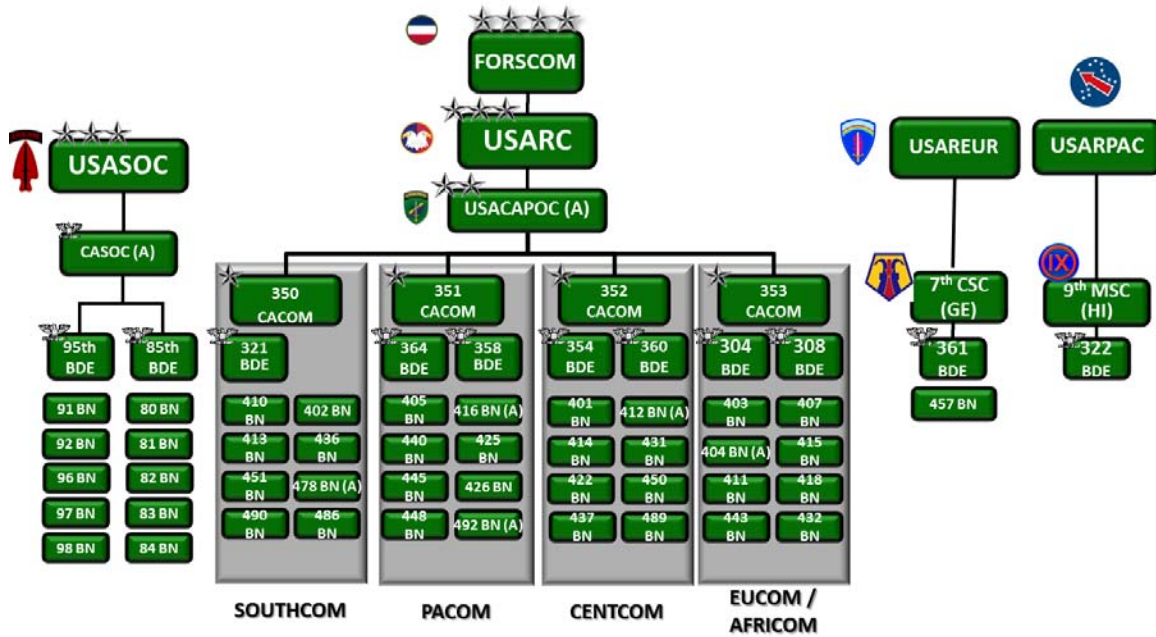 FORSCOM
USARC
USACAPOC (A)
USASOC
CASOC (A)
95th
BDE
85th
BDE
91 BN
80 BN
92 BN
81 BN
96 BN
82 BN
97 BN
83 BN
98 BN
84 BN
350
CACOM
321
BDE
410
BN
402 BN
413
BN
436
BN
451
BN
478 BN (A)
490
BN
486
BN
SOUTHCOM
351
CACOM
364
BDE
358
BDE
405
BN
416 BN (A)
440
BN
425
BN
445
BN
426 BN
448
BN
492 BN (A)
PACOM
352
CACOM
354
BDE
360
BDE
401
BN
412 BN (A)
414
BN
431
BN
422
BN
450
BN
437
BN
489
BN
CENTCOM
353
CACOM
304
BDE
308
BDE
403
BN
407
BN
404 BN (A)
415
BN
411
BN
418
BN
443
BN
432
BN
EUCOM /
AFRICOM
USAREUR
7th CSC
(GE)
361
BDE
457 BN
USARPAC
IX
9th MSC
(HI)
322
BDE